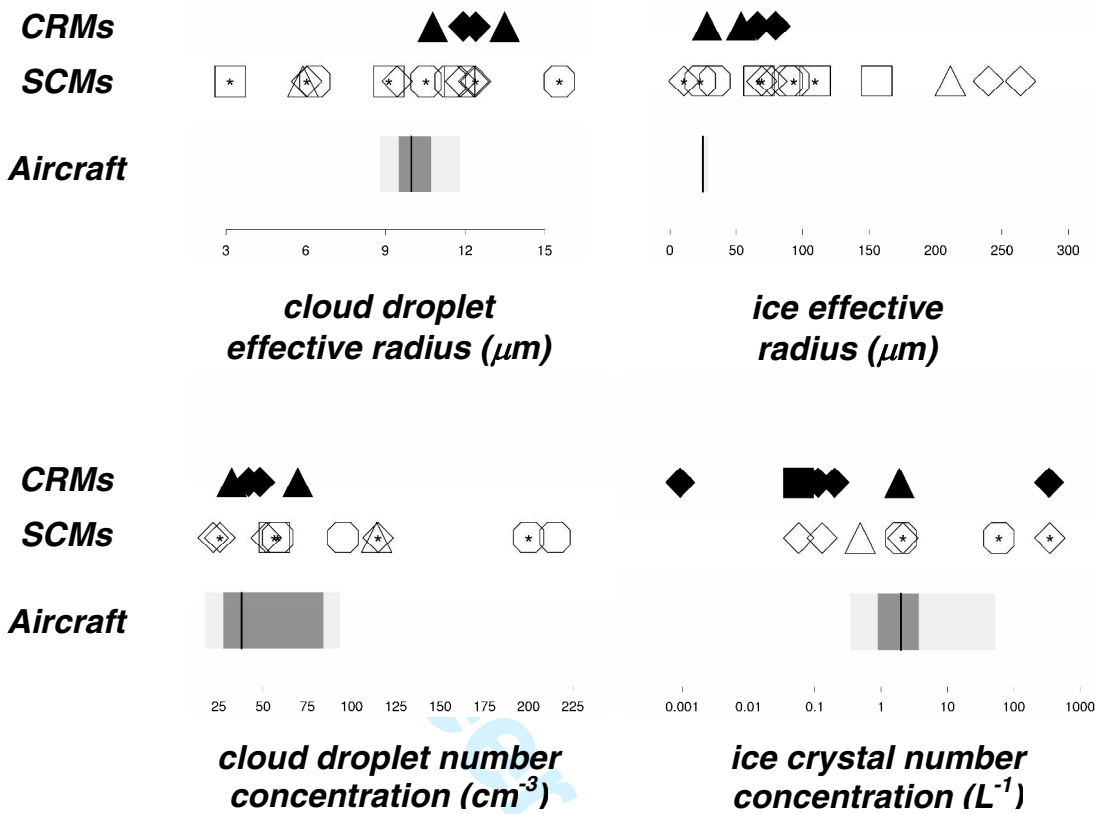 CRMs
SCMs
Aircraft
3 6 9 12 15
0 50 100 150 200 250 300
cloud droplet
effective radius (μm)
ice effective
radius (μm)
CRMs
SCMs
Aircraft
25 50 75 100 125 150 175 200 225
0.001 0.01 0.1 1 10 100 1000
cloud droplet number
concentration (cm⁻³)
ice crystal number
concentration (L⁻¹)